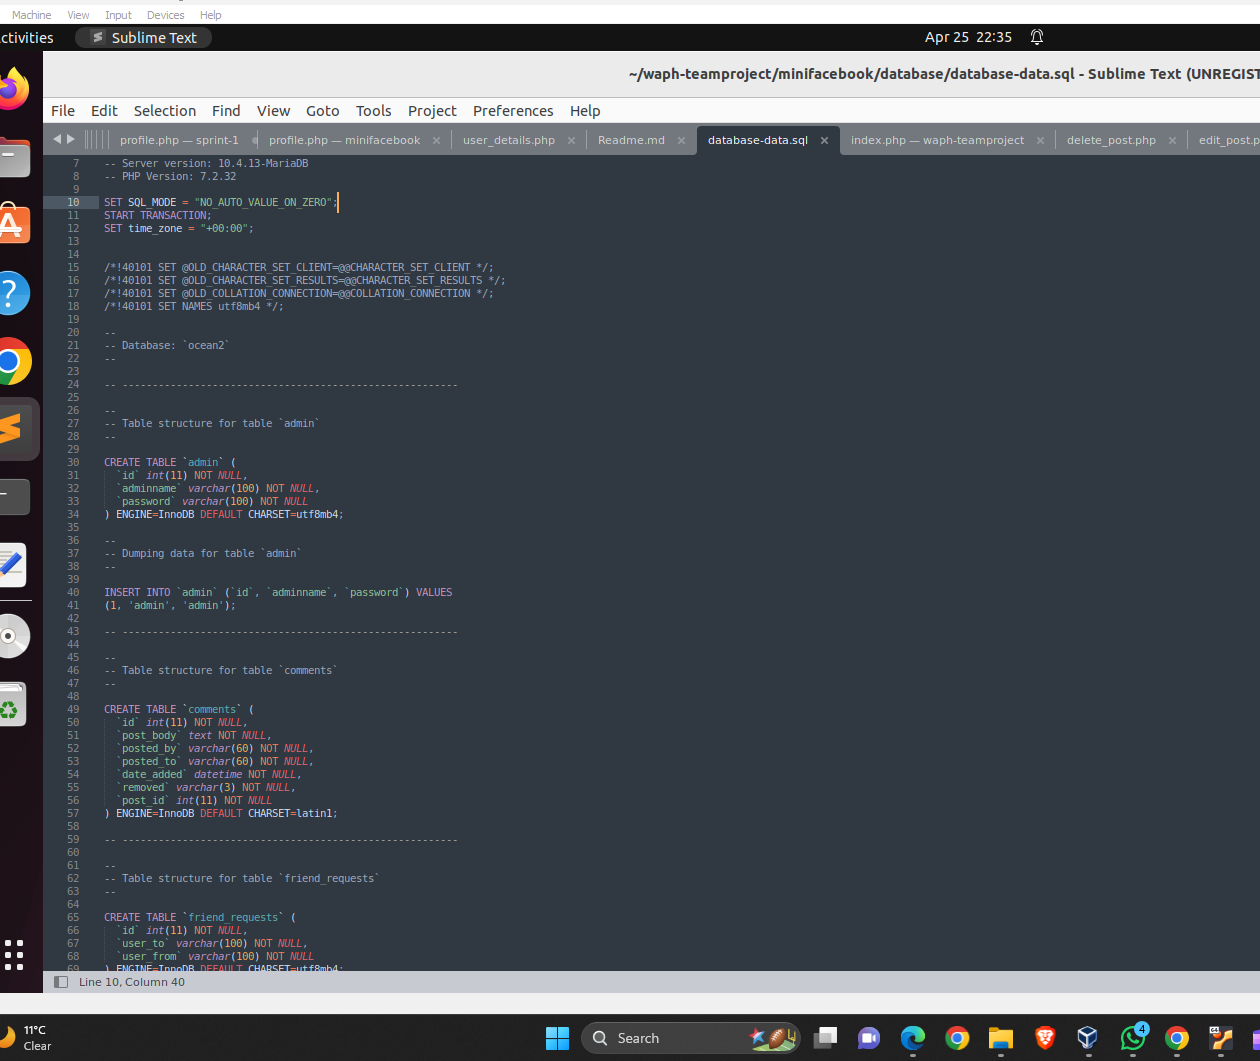 Machine View Input Devices Help
ctivities Sublime Text Apr 25 22:35
~/waph-teamproject/minifacebook/database/database-data.sql - Sublime Text (UNREGIST
File Edit Selection Find View Goto Tools Project Preferences Help
profile.php — sprint-1 profile.php — minifacebook user_details.php Readme.md database-data.sql index.php — waph-teamproject delete_post.php edit_post.p
7 -- Server version: 10.4.13-MariaDB
8 -- PHP Version: 7.2.32
9
10 SET SQL_MODE = "NO_AUTO_VALUE_ON_ZERO";
11 START TRANSACTION;
12 SET time_zone = "+00:00";
13
14
15 /*!40101 SET @OLD_CHARACTER_SET_CLIENT=@@CHARACTER_SET_CLIENT */;
16 /*!40101 SET @OLD_CHARACTER_SET_RESULTS=@@CHARACTER_SET_RESULTS */;
17 /*!40101 SET @OLD_COLLATION_CONNECTION=@@COLLATION_CONNECTION */;
18 /*!40101 SET NAMES utf8mb4 */;
19
20 --
21 -- Database: `ocean2`
22 --
23
24 -- --------------------------------------------------------
25
26 --
27 -- Table structure for table `admin`
28 --
29
30 CREATE TABLE `admin` (
31 `id` int(11) NOT NULL,
32 `adminname` varchar(100) NOT NULL,
33 `password` varchar(100) NOT NULL
34 ) ENGINE=InnoDB DEFAULT CHARSET=utf8mb4;
35
36 --
37 -- Dumping data for table `admin`
38 --
39
40 INSERT INTO `admin` (`id`, `adminname`, `password`) VALUES
41 (1, 'admin', 'admin');
42
43 -- --------------------------------------------------------
44
45 --
46 -- Table structure for table `comments`
47 --
48
49 CREATE TABLE `comments` (
50 `id` int(11) NOT NULL,
51 `post_body` text NOT NULL,
52 `posted_by` varchar(60) NOT NULL,
53 `posted_to` varchar(60) NOT NULL,
54 `date_added` datetime NOT NULL,
55 `removed` varchar(3) NOT NULL,
56 `post_id` int(11) NOT NULL
57 ) ENGINE=InnoDB DEFAULT CHARSET=latin1;
58
59 -- --------------------------------------------------------
60
61 --
62 -- Table structure for table `friend_requests`
63 --
64
65 CREATE TABLE `friend_requests` (
66 `id` int(11) NOT NULL,
67 `user_to` varchar(100) NOT NULL,
68 `user_from` varchar(100) NOT NULL
69 ) ENGINE=InnoDB DEFAULT CHARSET=utf8mb4;
Line 10, Column 40
11°C
Clear
Search
4
64